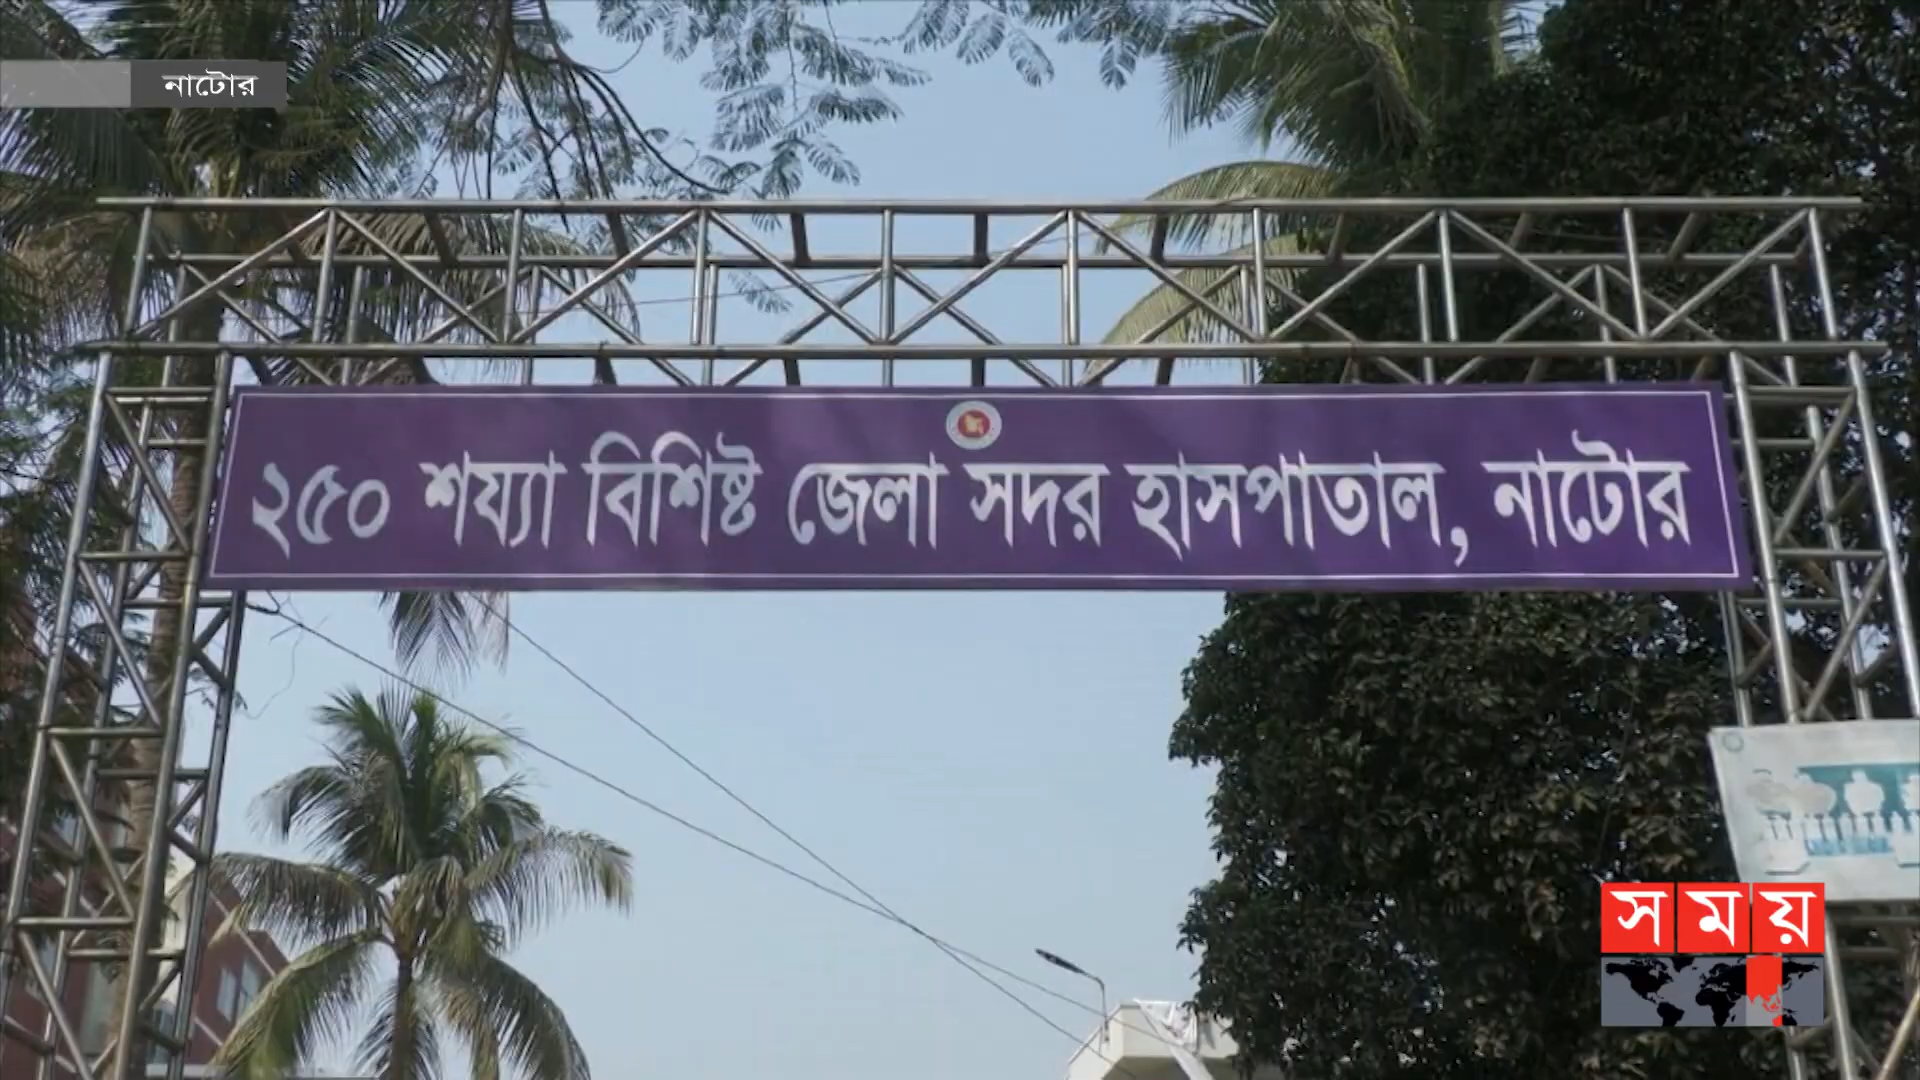 নাটোর
২৫০ শয্যা বিশিষ্ট জেলা সদর হাসপাতাল, নাটোর
সময়